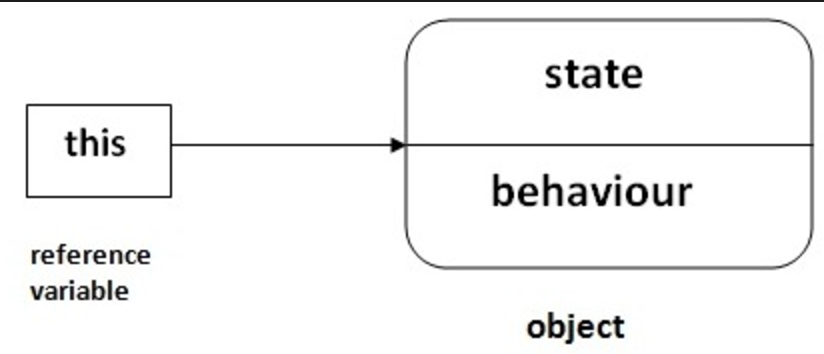 state
this
behaviour
reference
variable
object